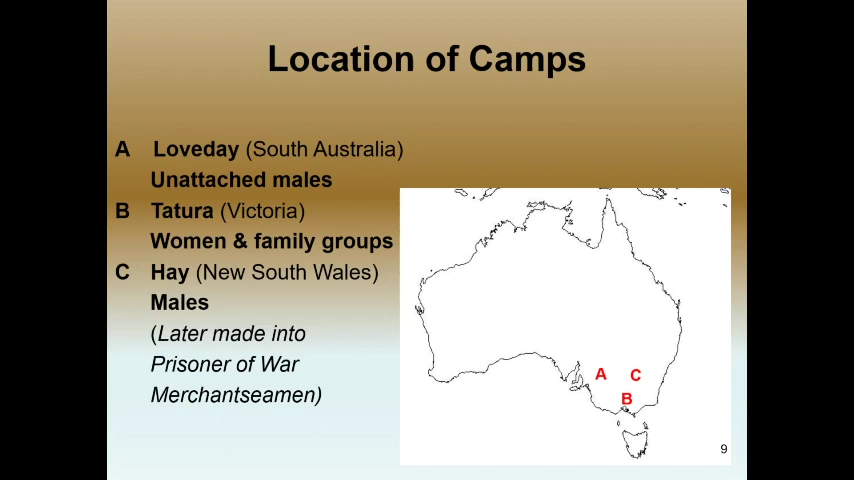 Location of Camps
A Loveday (South Australia)
Unattached males
B Tatura (Victoria)
Women & family groups
C Hay (New South Wales)
Males
(Later made into
Prisoner of War
Merchantseamen)
A C
B
9